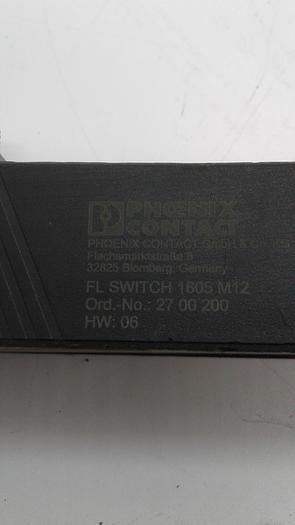 PHOENIX
CONTACT
PHOENIX CONTACT GmbH & Co. KG
Flachsmarktstraße 8
32825 Blomberg, Germany
FL SWITCH 1605 M12
Ord.-No.: 27 00 200
HW: 06